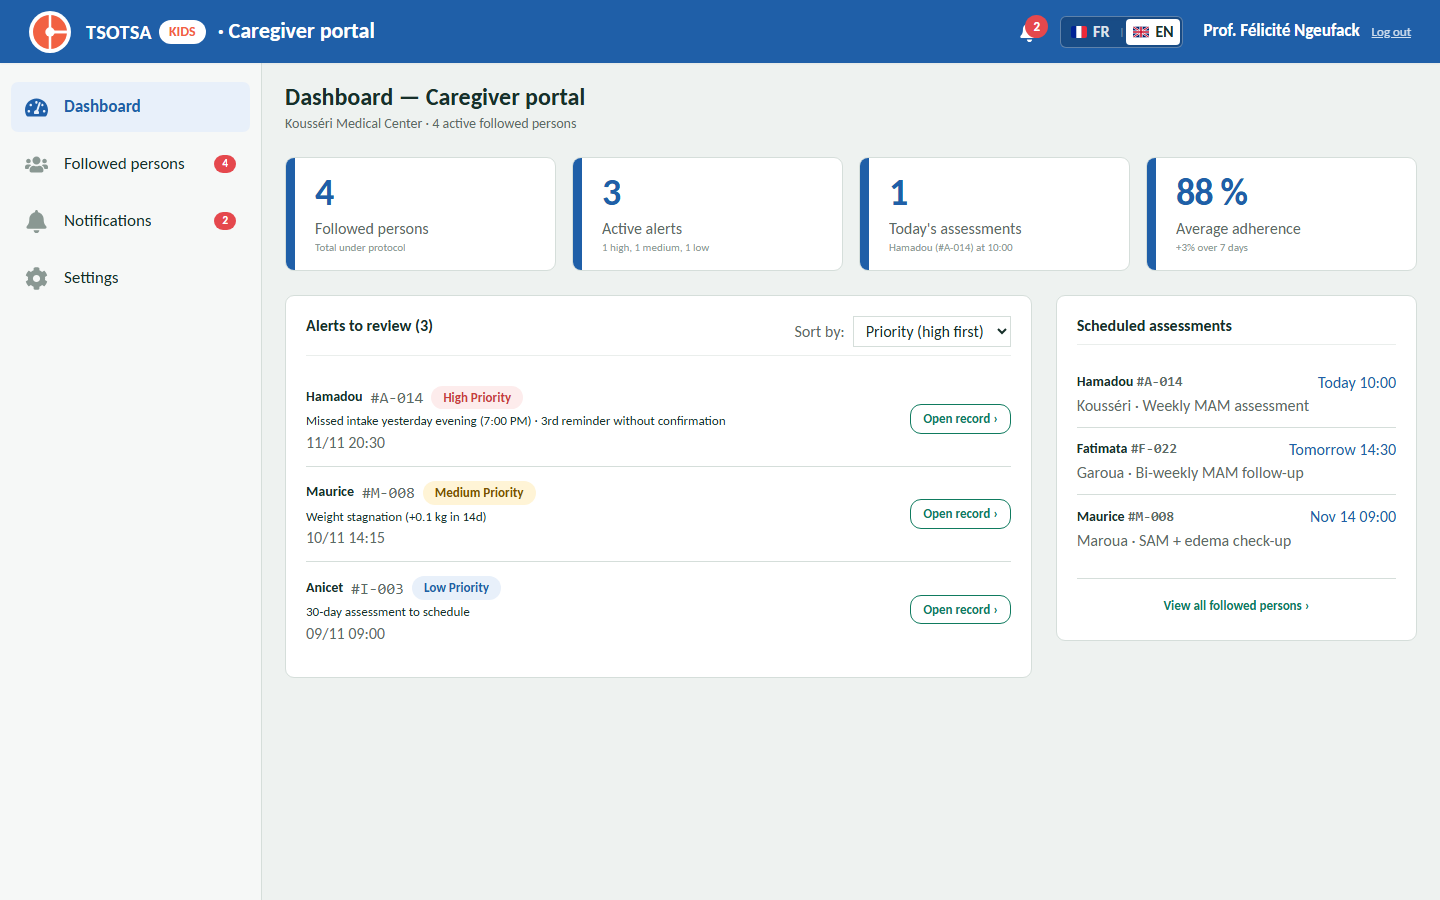 TSOTSA KIDS · Caregiver portal
2
FR | EN
Prof. Félicité Ngeufack
Log out
Dashboard
Followed persons 4
Notifications 2
Settings
Dashboard — Caregiver portal
Kousséri Medical Center · 4 active followed persons
4
Followed persons
Total under protocol
3
Active alerts
1 high, 1 medium, 1 low
1
Today's assessments
Hamadou (#A-014) at 10:00
88 %
Average adherence
+3% over 7 days
Alerts to review (3)
Sort by: Priority (high first)
Hamadou #A-014 High Priority
Missed intake yesterday evening (7:00 PM) · 3rd reminder without confirmation
11/11 20:30
Open record ›
Maurice #M-008 Medium Priority
Weight stagnation (+0.1 kg in 14d)
10/11 14:15
Open record ›
Anicet #I-003 Low Priority
30-day assessment to schedule
09/11 09:00
Open record ›
Scheduled assessments
Hamadou #A-014 Today 10:00
Kousséri · Weekly MAM assessment
Fatimata #F-022 Tomorrow 14:30
Garoua · Bi-weekly MAM follow-up
Maurice #M-008 Nov 14 09:00
Maroua · SAM + edema check-up
View all followed persons ›